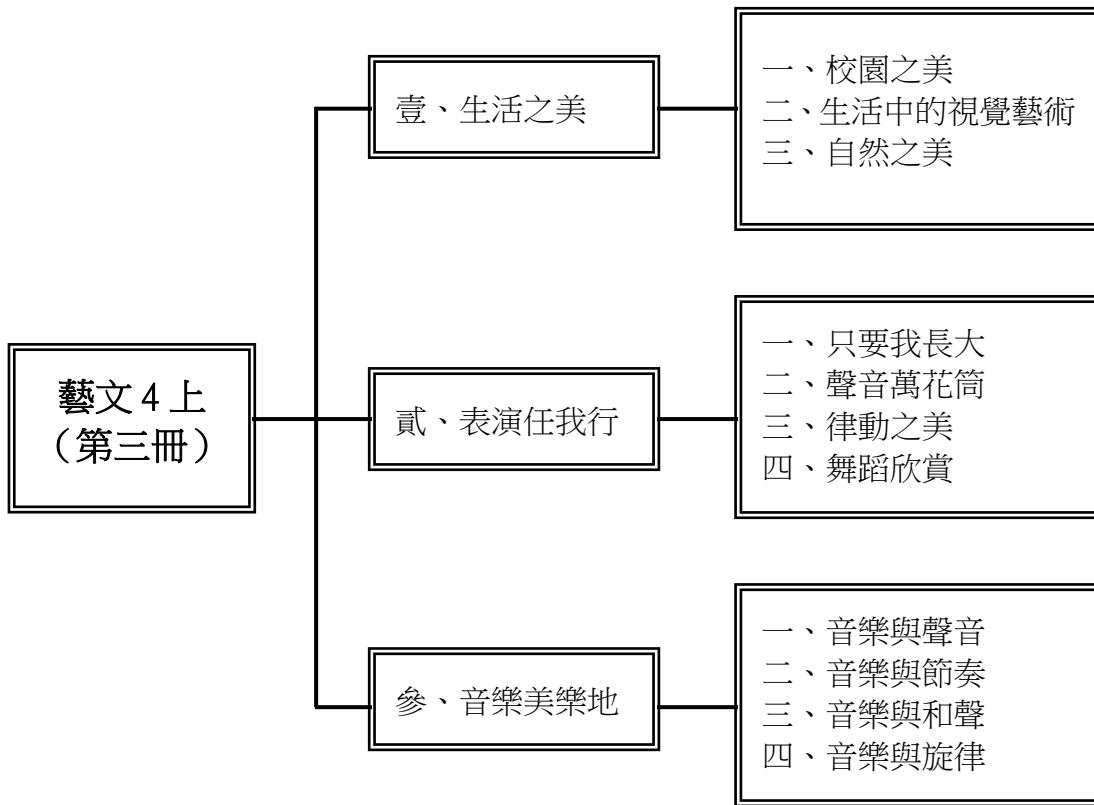 藝文 4 上
（第三冊）
壹、生活之美
一、校園之美
二、生活中的視覺藝術
三、自然之美
貳、表演任我行
一、只要我長大
二、聲音萬花筒
三、律動之美
四、舞蹈欣賞
參、音樂美樂地
一、音樂與聲音
二、音樂與節奏
三、音樂與和聲
四、音樂與旋律